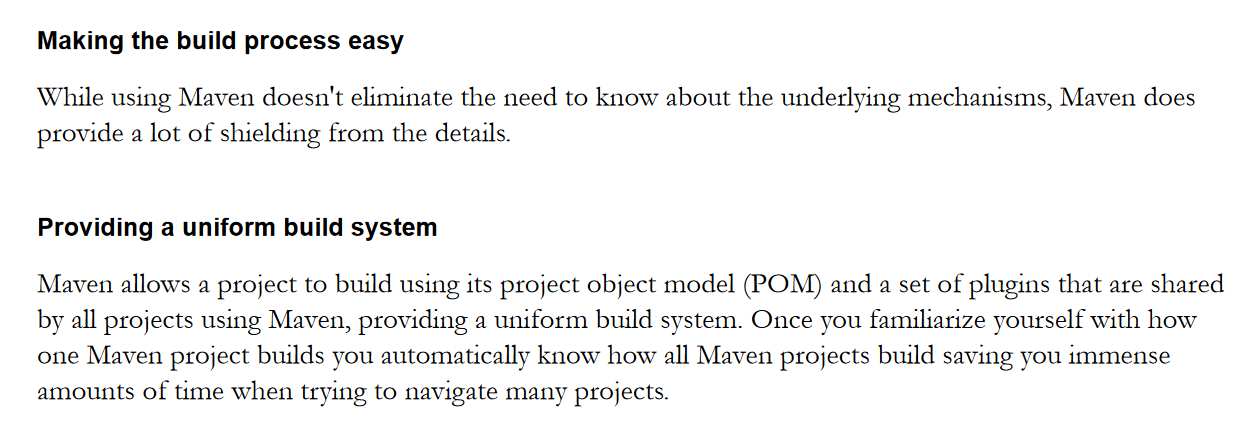 Making the build process easy
While using Maven doesn't eliminate the need to know about the underlying mechanisms, Maven does
provide a lot of shielding from the details.
Providing a uniform build system
Maven allows a project to build using its project object model (POM) and a set of plugins that are shared
by all projects using Maven, providing a uniform build system. Once you familiarize yourself with how
one Maven project builds you automatically know how all Maven projects build saving you immense
amounts of time when trying to navigate many projects.